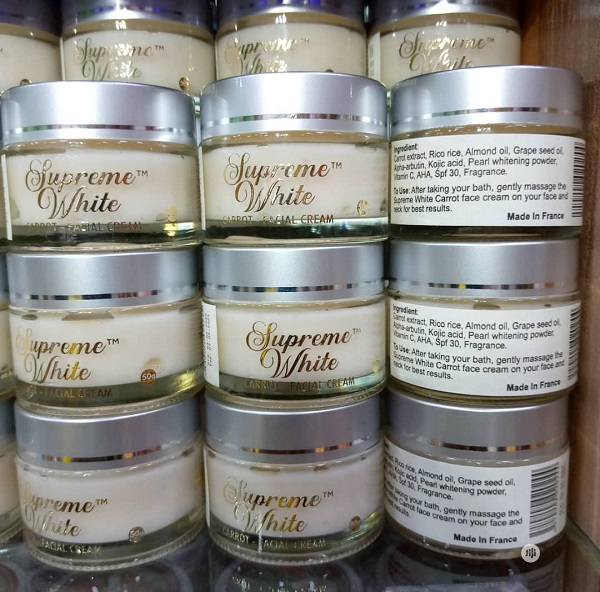 Supreme™
White
Supreme™
White
Supreme™
White
Supreme™
White
CARROT - FACIAL CREAM
Supreme™
White
CARROT - FACIAL CREAM
Ingredient:
Carrot extract, Rico rice, Almond oil, Grape seed oil,
Alpha-arbutin, Kojic acid, Pearl whitening powder,
Vitamin C, AHA, Spf 30, Fragrance.
To Use: After taking your bath, gently massage the
Supreme White Carrot face cream on your face and
neck for best results.
Made In France
Supreme™
White
50g
FACIAL CREAM
Supreme™
White
CARROT - FACIAL CREAM
Ingredient:
Carrot extract, Rico rice, Almond oil, Grape seed oil,
Alpha-arbutin, Kojic acid, Pearl whitening powder,
Vitamin C, AHA, Spf 30, Fragrance.
To Use: After taking your bath, gently massage the
Supreme White Carrot face cream on your face and
neck for best results.
Made In France
Supreme™
White
FACIAL CREAM
Supreme™
White
CARROT - FACIAL CREAM
Rico rice, Almond oil, Grape seed oil,
Kojic acid, Pearl whitening powder,
Spf 30, Fragrance.
taking your bath, gently massage the
Carrot face cream on your face and
results.
Made In France
jiji